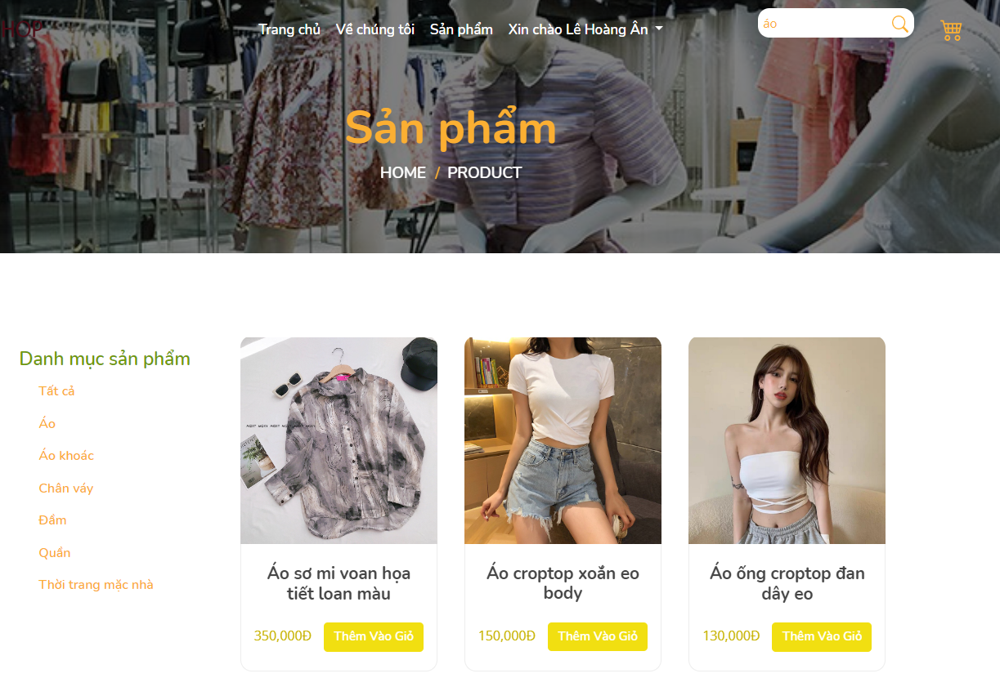 HOP
Trang chủ Về chúng tôi Sản phẩm Xin chào Lê Hoàng Ân
áo
Sản phẩm
HOME / PRODUCT
Danh mục sản phẩm
Tất cả
Áo
Áo khoác
Chân váy
Đầm
Quần
Thời trang mặc nhà
Áo sơ mi voan họa
tiết loan màu
350,000Đ Thêm Vào Giỏ
Áo croptop xoắn eo
body
150,000Đ Thêm Vào Giỏ
Áo ống croptop đan
dây eo
130,000Đ Thêm Vào Giỏ